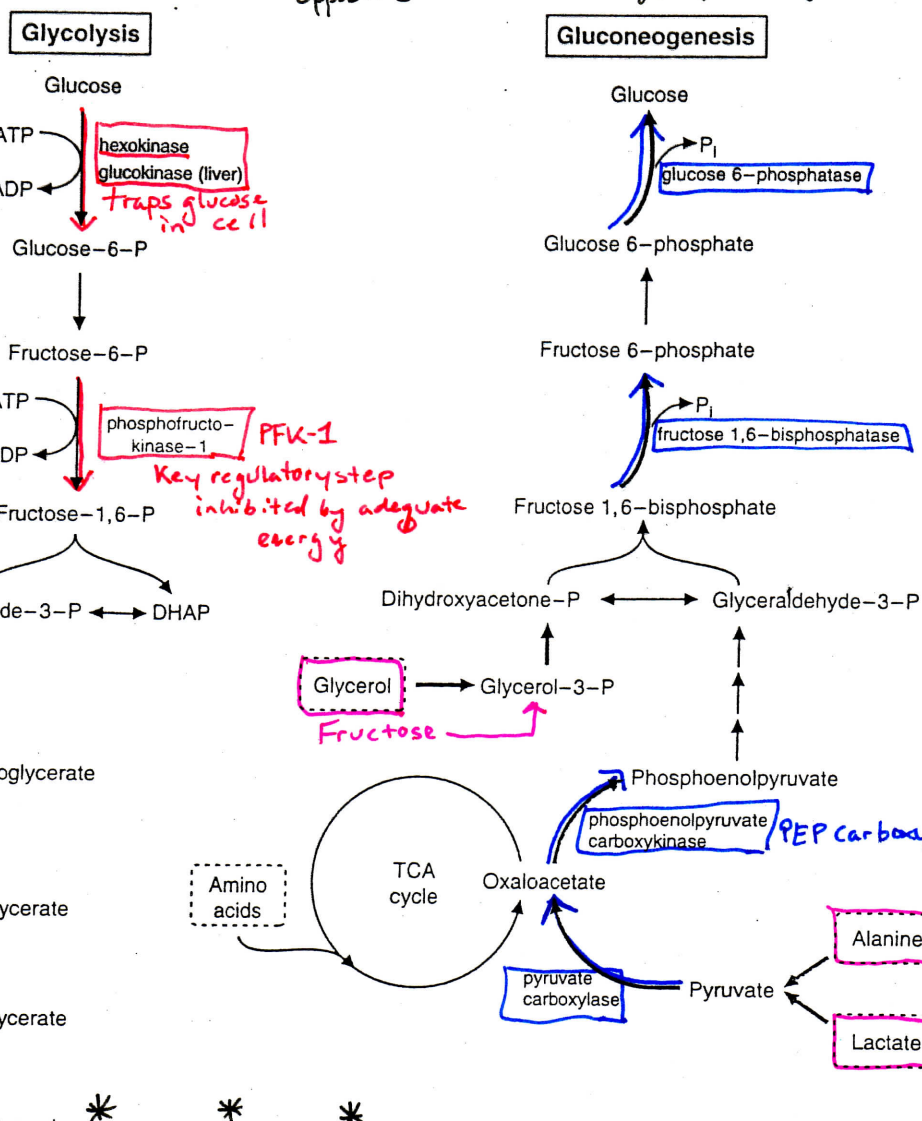 Glycolysis
Glucose
ATP
hexokinase
glucokinase (liver)
ADP
traps glucose
in cell
Glucose-6-P
Fructose-6-P
ATP
phosphofructo-
kinase-1
PFK-1
DP
Key regulatory step
inhibited by adequate
energy
Fructose-1,6-P
de-3-P
DHAP
oglycerate
ycerate
ycerate
Gluconeogenesis
Glucose
Pi
glucose 6-phosphatase
Glucose 6-phosphate
Fructose 6-phosphate
Pi
fructose 1,6-bisphosphatase
Fructose 1,6-bisphosphate
Dihydroxyacetone-P
Glyceraldehyde-3-P
Glycerol
Glycerol-3-P
Fructose
Phosphoenolpyruvate
phosphoenolpyruvate
carboxykinase
PEP carbox
TCA
cycle
Oxaloacetate
Amino
acids
pyruvate
carboxylase
Pyruvate
Alanine
Lactate
* * *